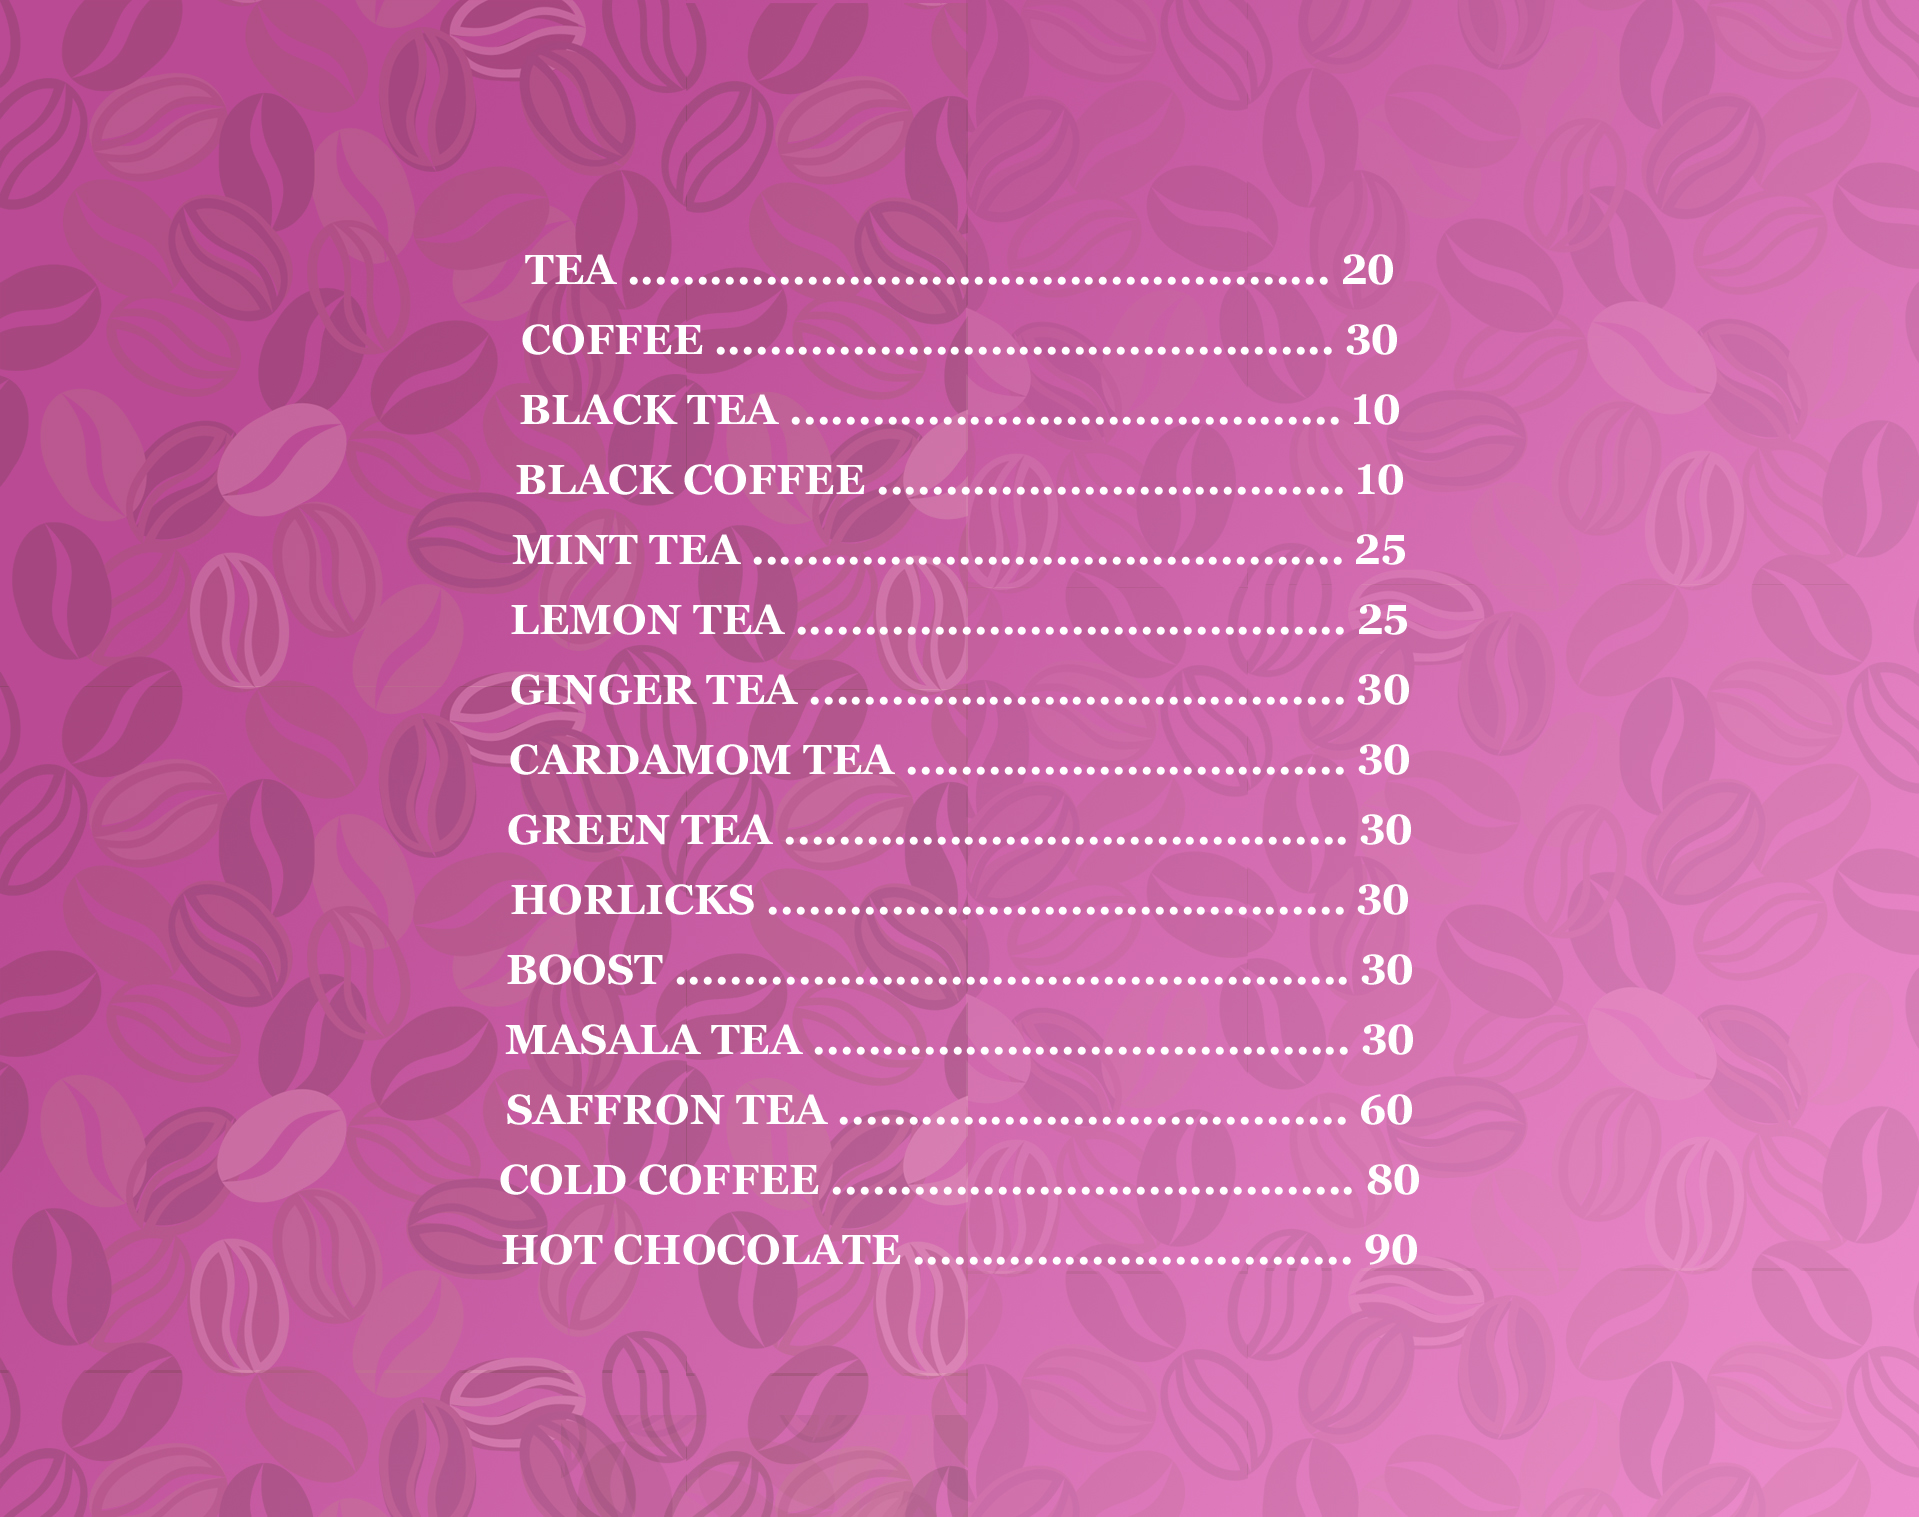 TEA ................................................... 20
COFFEE ............................................. 30
BLACK TEA ........................................ 10
BLACK COFFEE .................................. 10
MINT TEA ........................................... 25
LEMON TEA ........................................ 25
GINGER TEA ....................................... 30
CARDAMOM TEA ................................ 30
GREEN TEA ......................................... 30
HORLICKS .......................................... 30
BOOST ................................................. 30
MASALA TEA ....................................... 30
SAFFRON TEA ..................................... 60
COLD COFFEE ...................................... 80
HOT CHOCOLATE ................................ 90